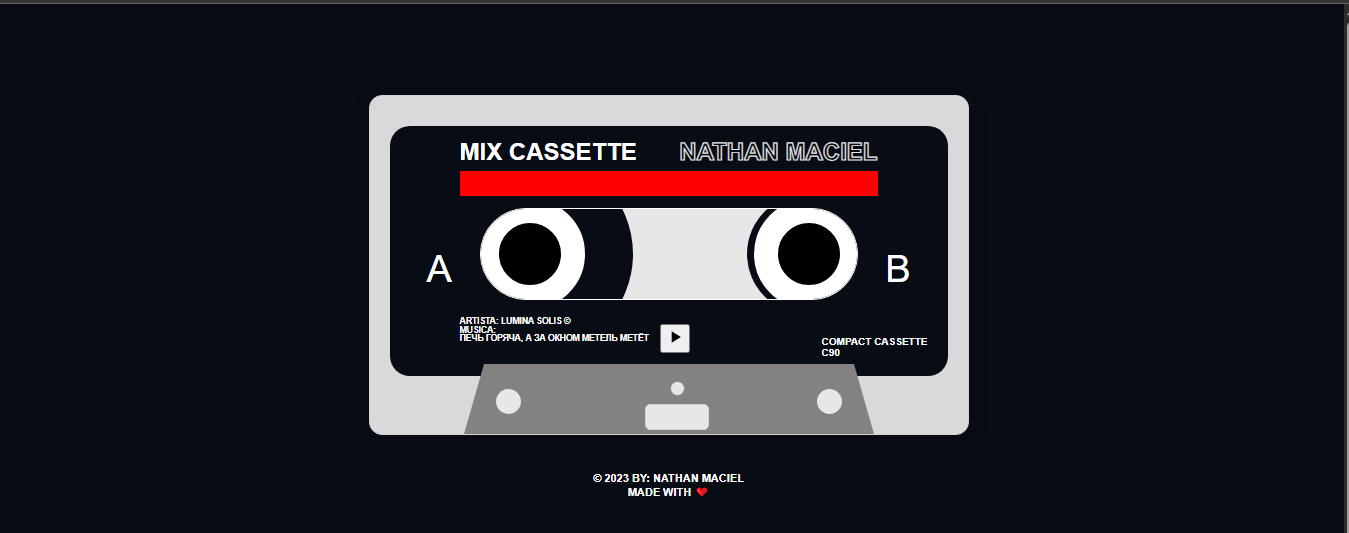 MIX CASSETTE NATHAN MACIEL
A B
ARTISTA: LUMINA SOLIS ©
MUSICA:
ПЕЧЬ ГОРЯЧА, А ЗА ОКНОМ МЕТЕЛЬ МЕТЁТ
COMPACT CASSETTE
C90
© 2023 BY: NATHAN MACIEL
MADE WITH ❤